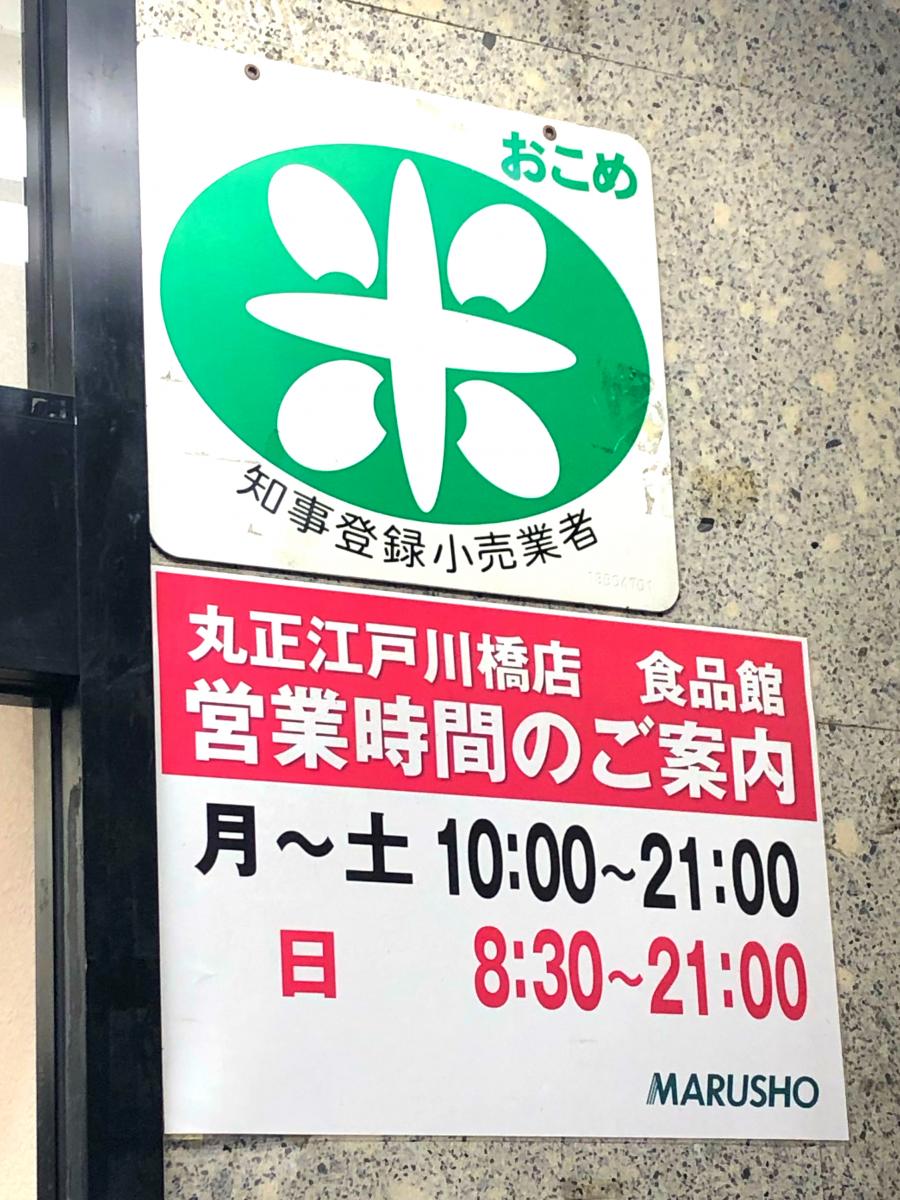 おこめ
米
知事登録小売業者
丸正江戸川橋店 食品館
営業時間のご案内
月~土 10:00~21:00
日 8:30~21:00
MARUSHO